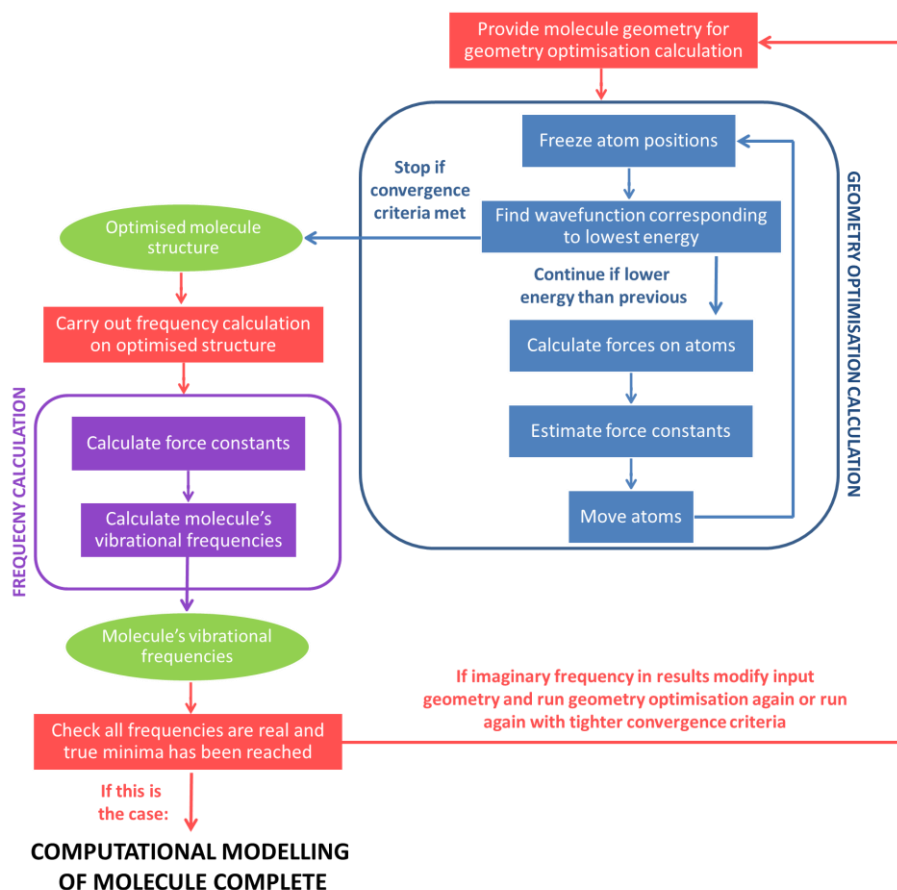 Provide molecule geometry for
geometry optimisation calculation
Freeze atom positions
Stop if
convergence
criteria met
Find wavefunction corresponding
to lowest energy
Optimised molecule
structure
Continue if lower
energy than previous
Carry out frequency calculation
on optimised structure
Calculate forces on atoms
Estimate force constants
Move atoms
GEOMETRY OPTIMISATION CALCULATION
FREQUECNY CALCULATION
Calculate force constants
Calculate molecule's
vibrational frequencies
Molecule's vibrational
frequencies
If imaginary frequency in results modify input
geometry and run geometry optimisation again or run
again with tighter convergence criteria
Check all frequencies are real and
true minima has been reached
If this is
the case:
COMPUTATIONAL MODELLING
OF MOLECULE COMPLETE